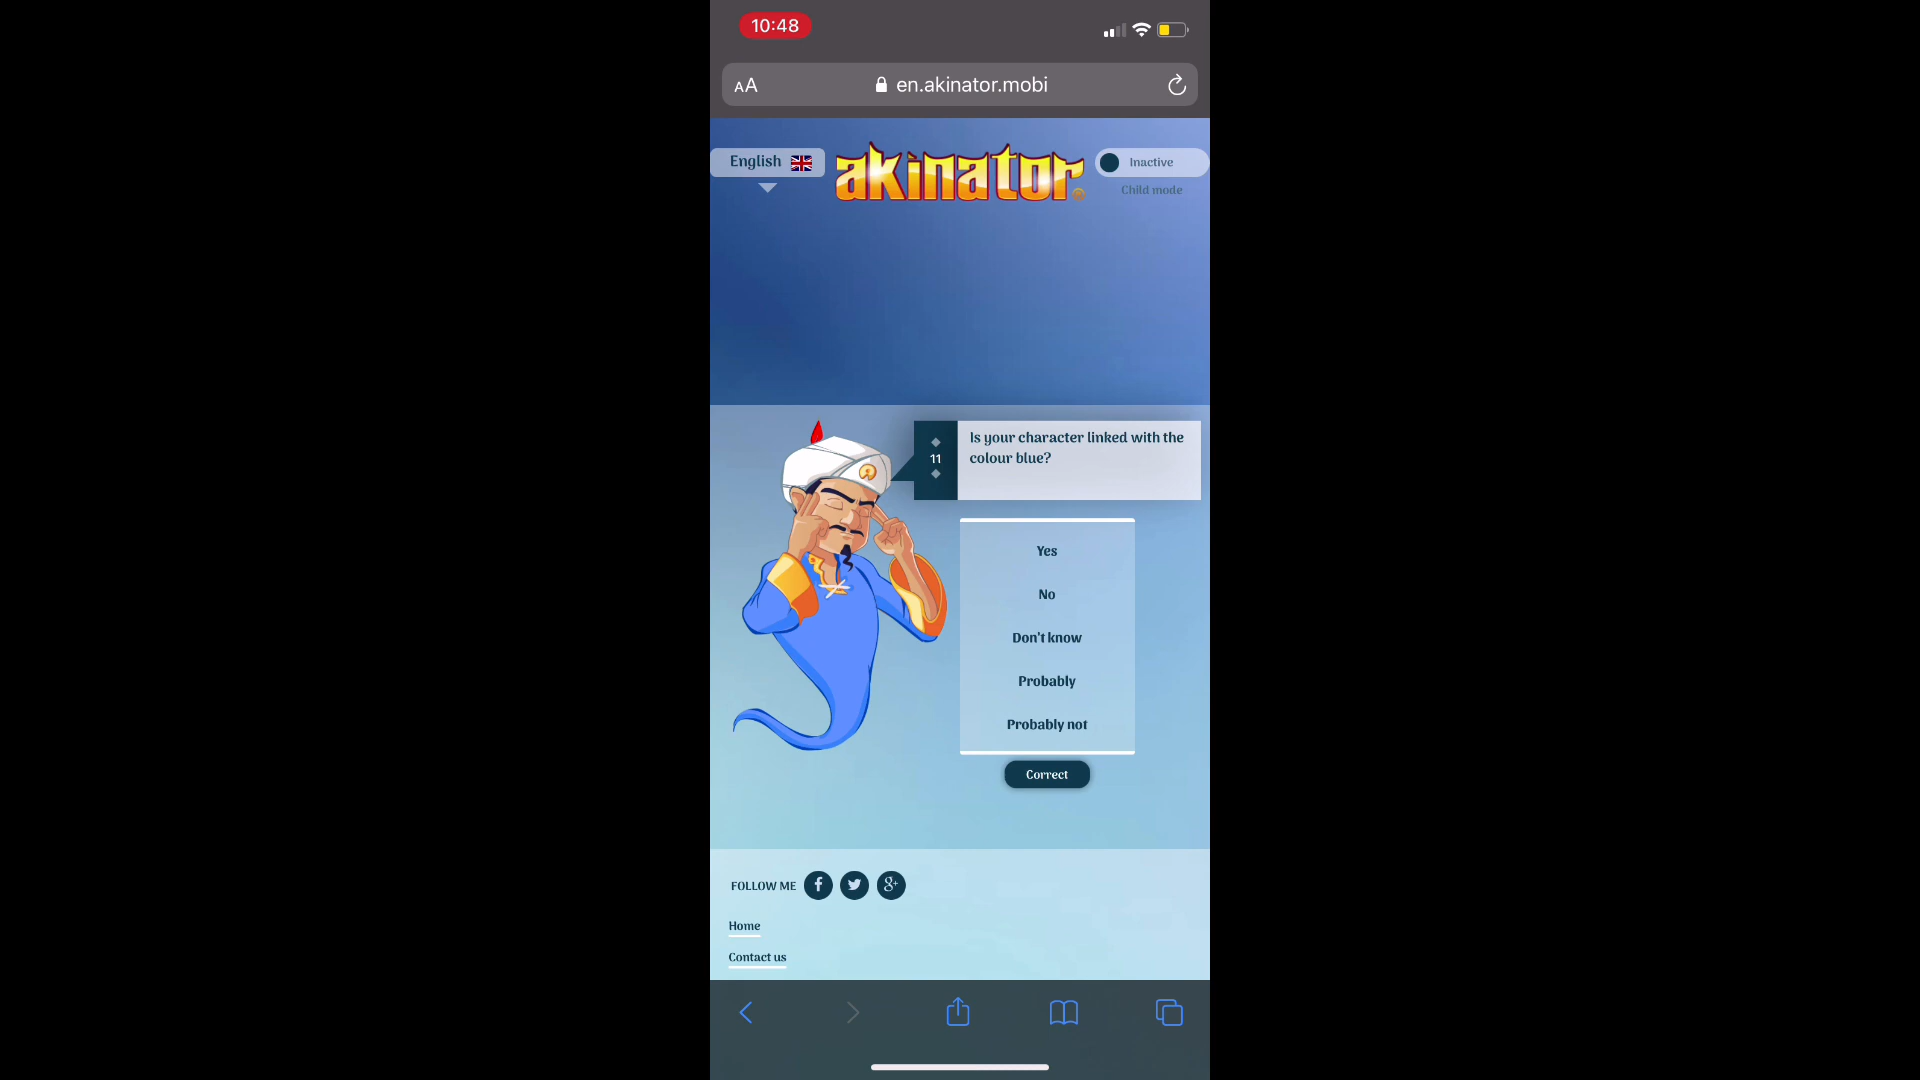 10:48
AA en.akinator.mobi
English
akinator
Inactive
Child mode
11
Is your character linked with the
colour blue?
Yes
No
Don't know
Probably
Probably not
Correct
FOLLOW ME
Home
Contact us